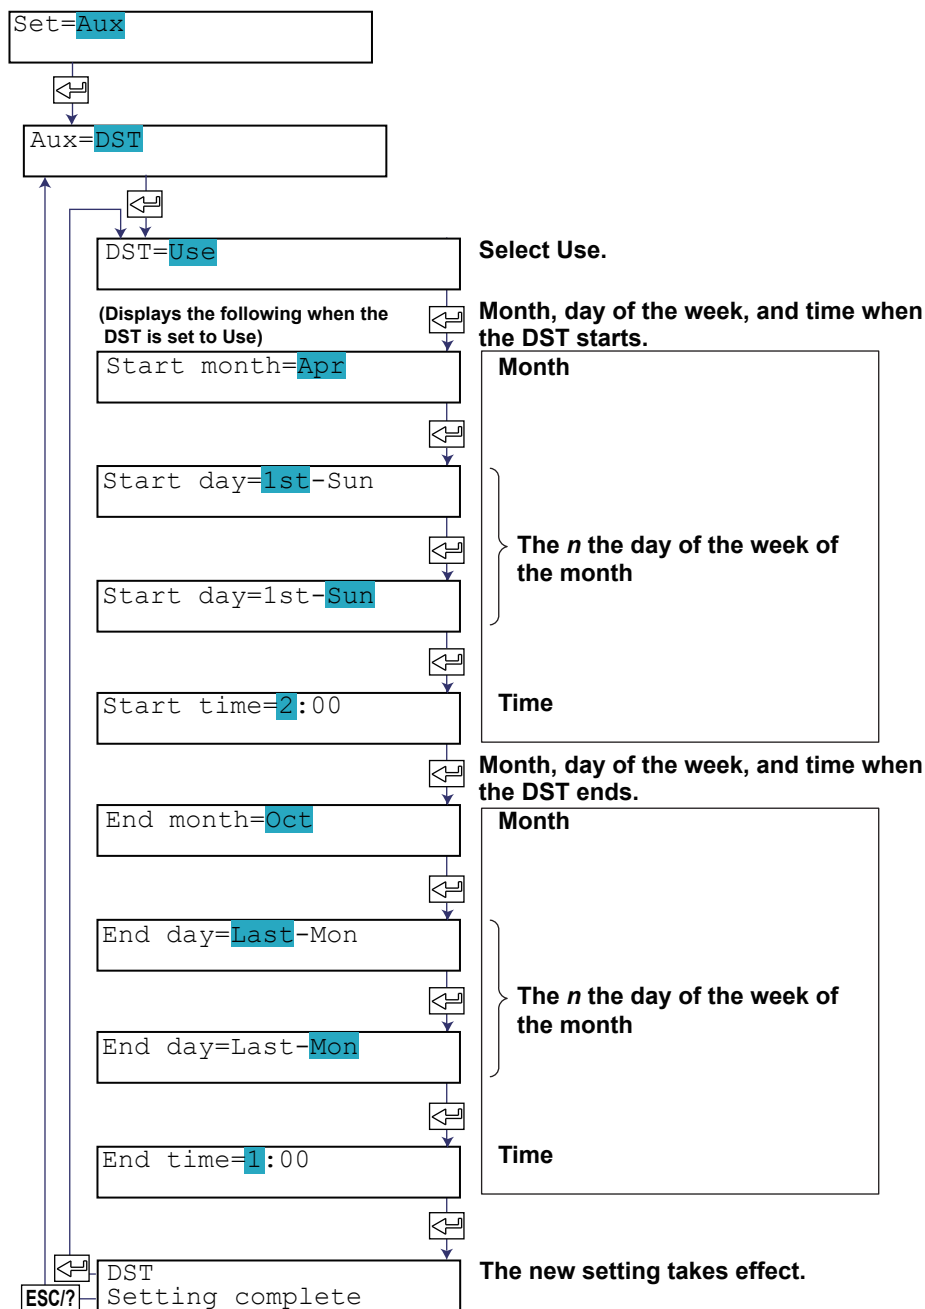 Set=Aux
Aux=DST
DST=Use
Select Use.
(Displays the following when the
DST is set to Use)
Month, day of the week, and time when
the DST starts.
Start month=Apr
Month
Start day=1st-Sun
The n the day of the week of
the month
Start day=1st-Sun
Start time=2:00
Time
Month, day of the week, and time when
the DST ends.
End month=Oct
Month
End day=Last-Mon
The n the day of the week of
the month
End day=Last-Mon
End time=1:00
Time
DST
The new setting takes effect.
ESC/?
Setting complete